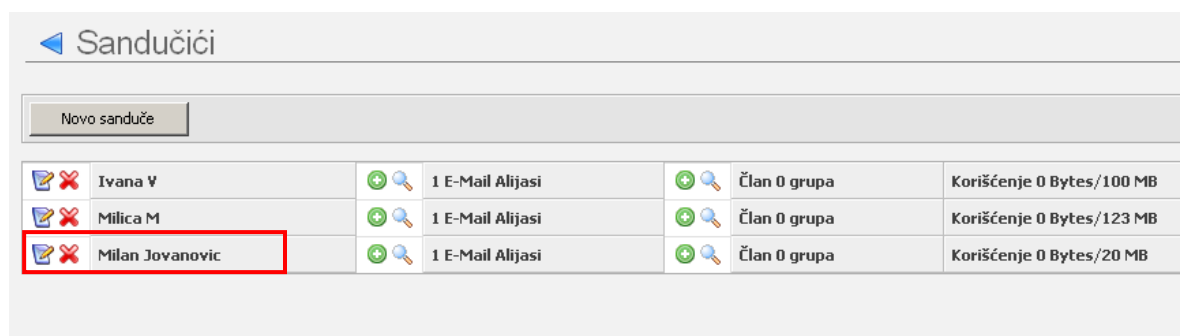 Sandučići
Novo sanduče
Ivana V 1 E-Mail Alijasi Član 0 grupa Korišćenje 0 Bytes/100 MB
Milica M 1 E-Mail Alijasi Član 0 grupa Korišćenje 0 Bytes/123 MB
Milan Jovanovic 1 E-Mail Alijasi Član 0 grupa Korišćenje 0 Bytes/20 MB